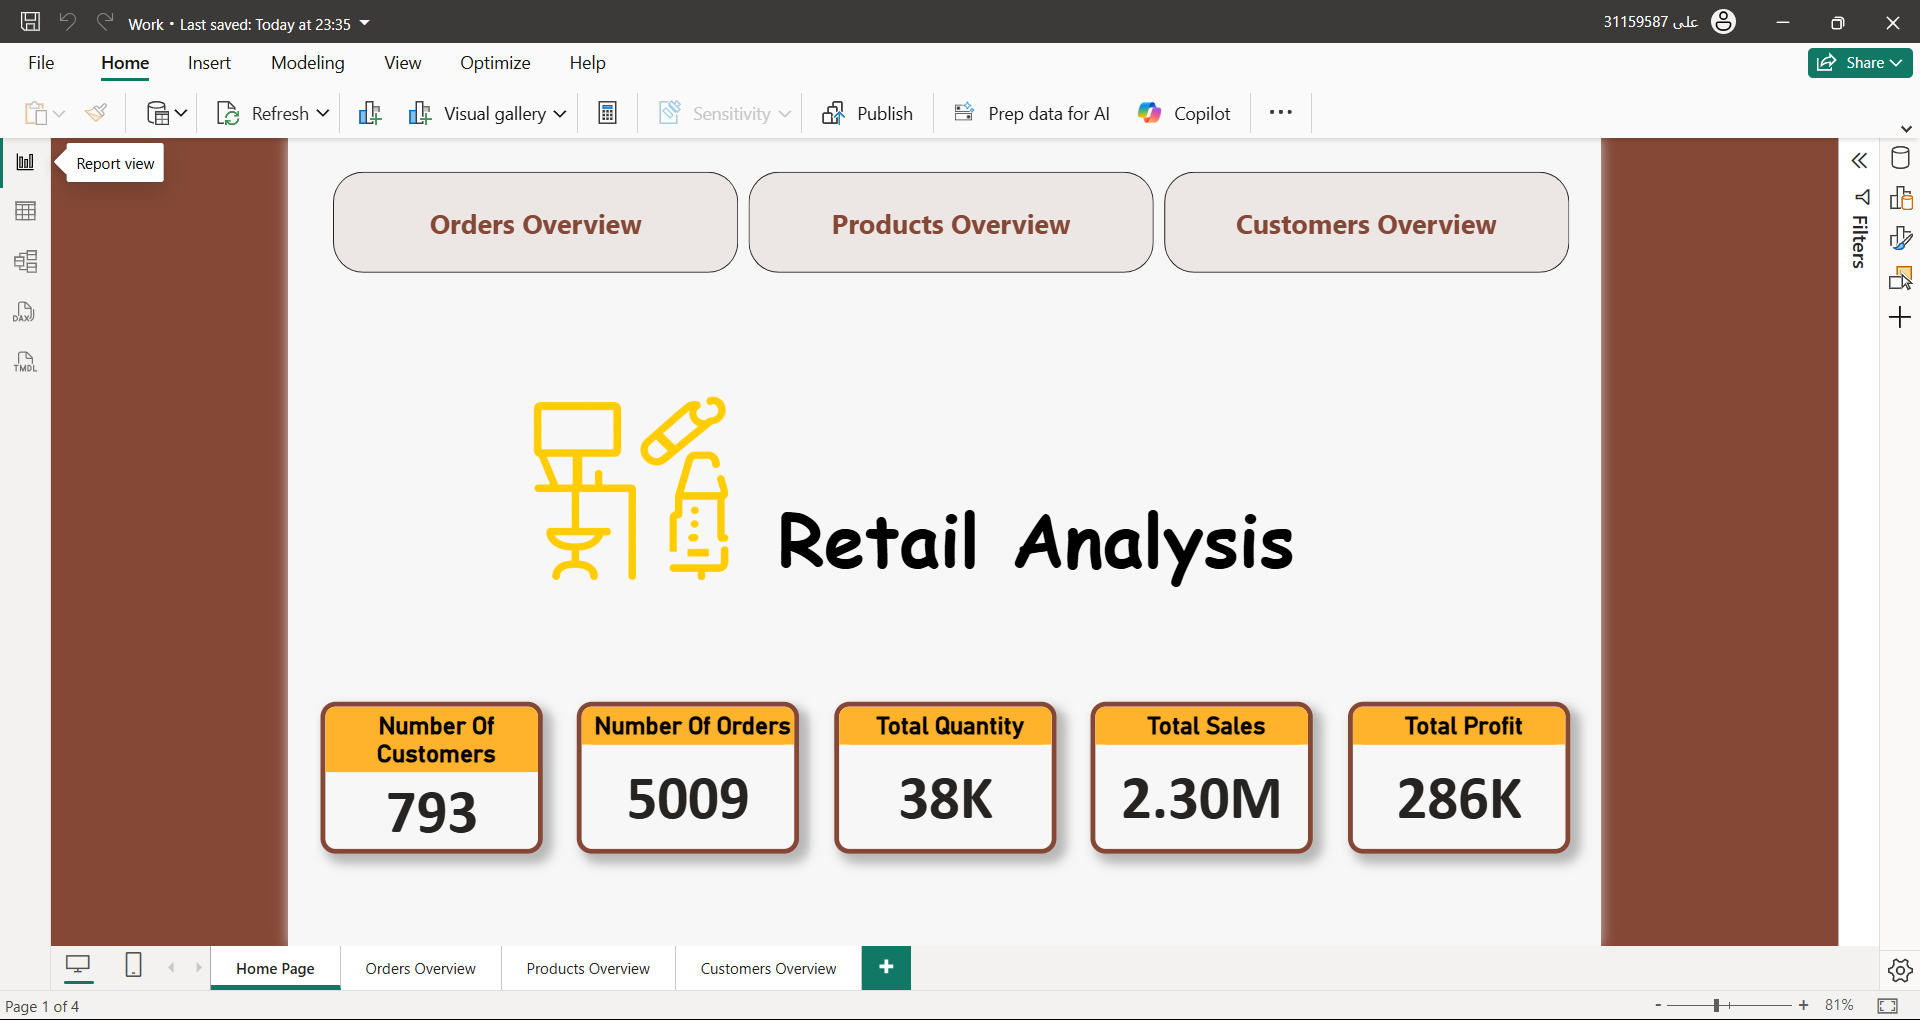 Work • Last saved: Today at 23:35
علی 31159587
File Home Insert Modeling View Optimize Help
Share
Refresh Visual gallery Sensitivity Publish Prep data for AI Copilot
Report view
DAX
TMDL
Filters
Orders Overview
Products Overview
Customers Overview
Retail Analysis
Number Of
Customers
793
Number Of Orders
5009
Total Quantity
38K
Total Sales
2.30M
Total Profit
286K
Home Page
Orders Overview
Products Overview
Customers Overview
Page 1 of 4
81%